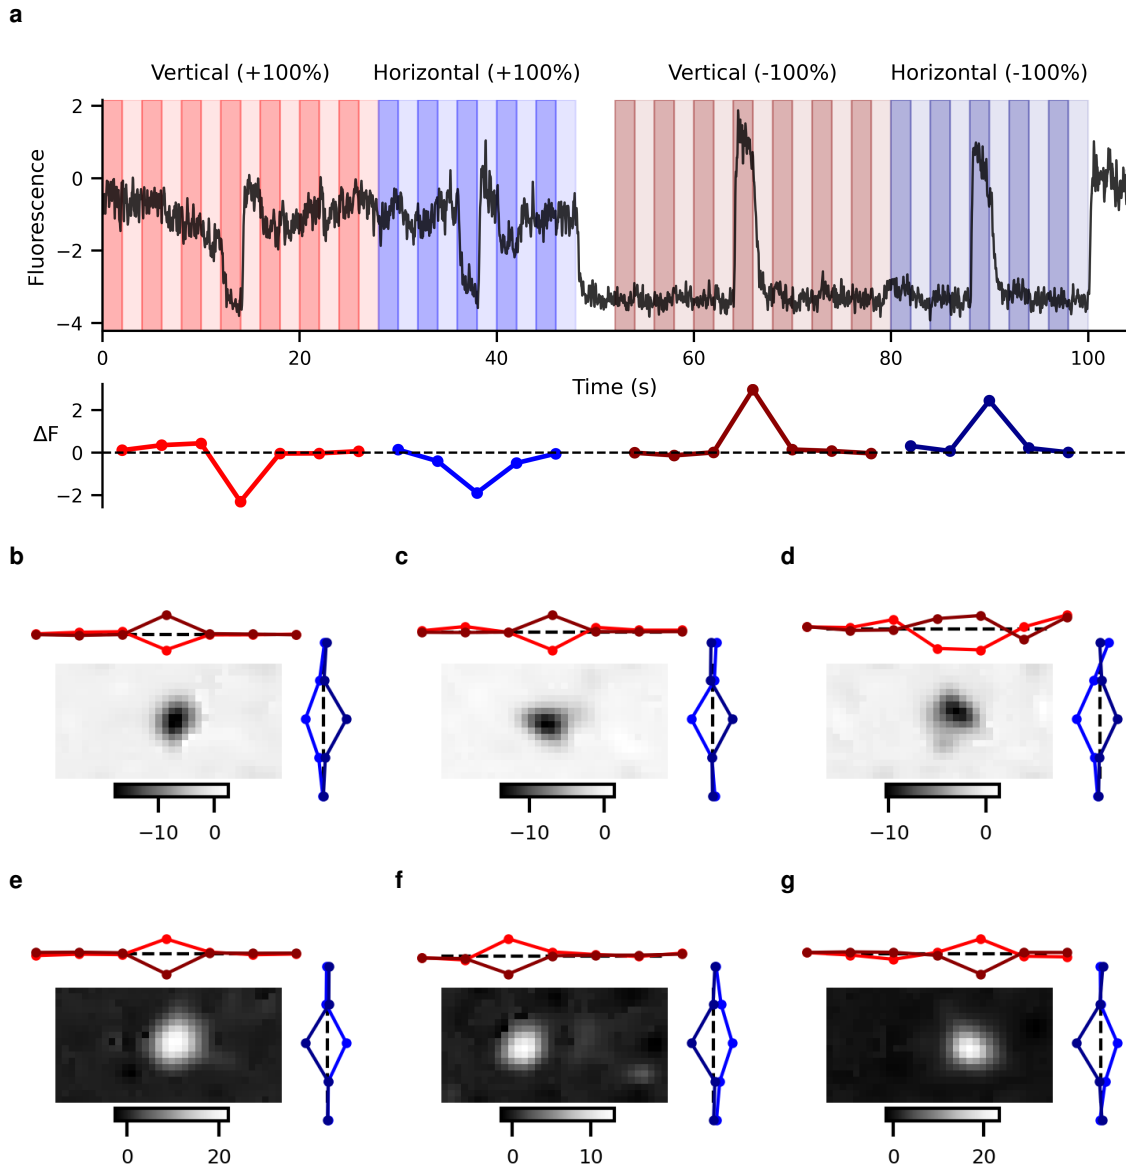 a
Vertical (+100%) Horizontal (+100%) Vertical (-100%) Horizontal (-100%)
2
0
−2
−4
Fluorescence
0 20 40 60 80 100
Time (s)
2
0
−2
ΔF
b c d
−10 0 −10 0 −10 0
e f g
0 20 0 10 0 20